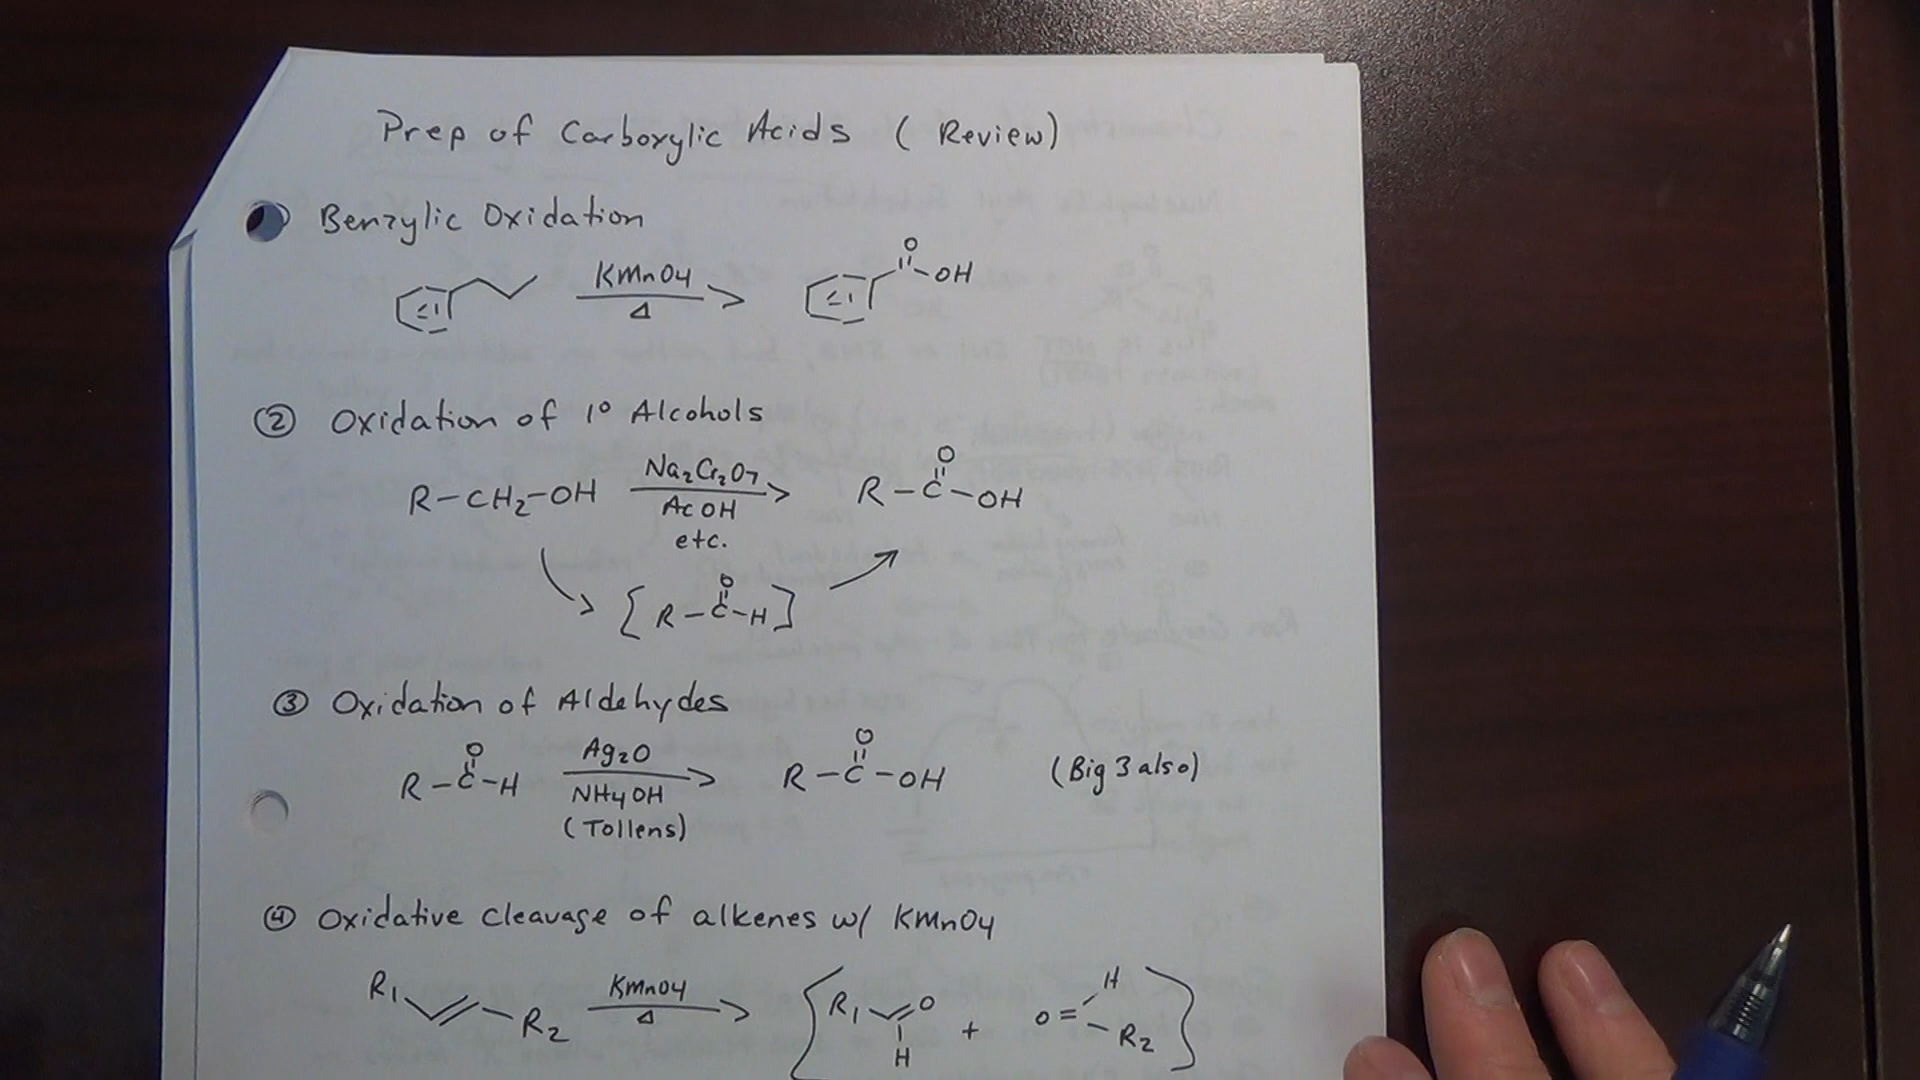 Prep of Carboxylic Acids (Review)
Benzylic Oxidation
KMnO4
Δ
O
OH
② Oxidation of 1° Alcohols
R-CH2-OH
Na2Cr2O7
AcOH
etc.
O
R-C-OH
O
[R-C-H]
③ Oxidation of Aldehydes
O
R-C-H
Ag2O
NH4OH
(Tollens)
O
R-C-OH
(Big 3 also)
④ Oxidative cleavage of alkenes w/ KMnO4
R1
R2
KMnO4
Δ
R1
O
H
+
O=
H
R2